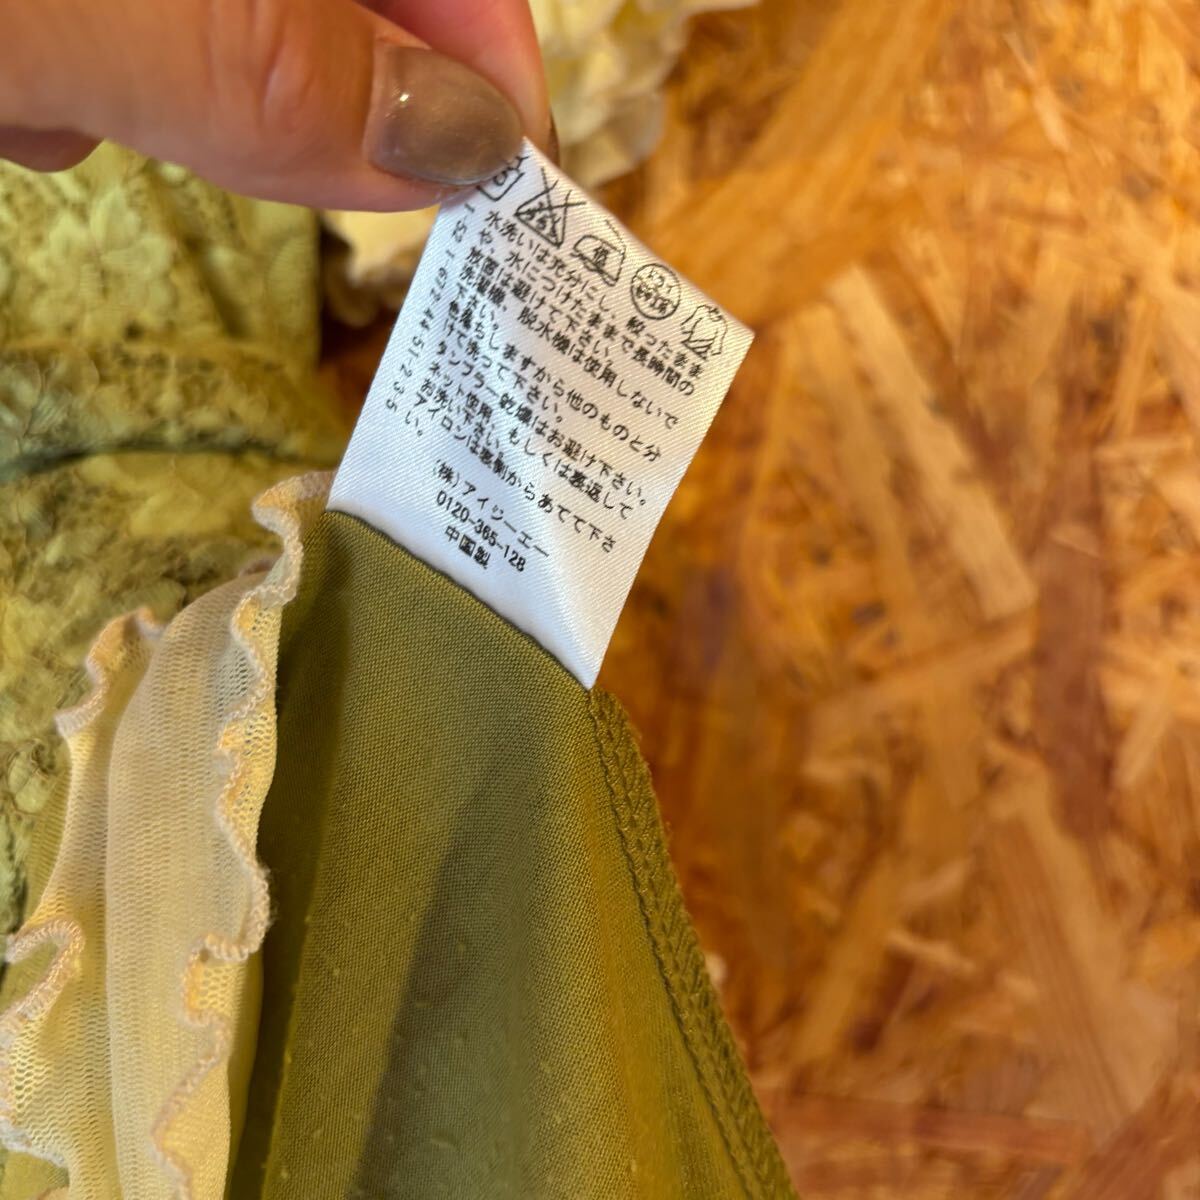 水洗いは充分にし、絞ったまま
や、水につけたままで長時間の
放置は避けて下さい。
洗濯機、脱水機は使用しないで
下さい。
色落ちしますから他のものと分
けて洗って下さい。
タンブラー乾燥はお避け下さい。
ネット使用、もしくは裏返して
お洗い下さい。
アイロンは裏側からあてて下さ
い。
(株)アイジーエー
0120-365-128
中国製